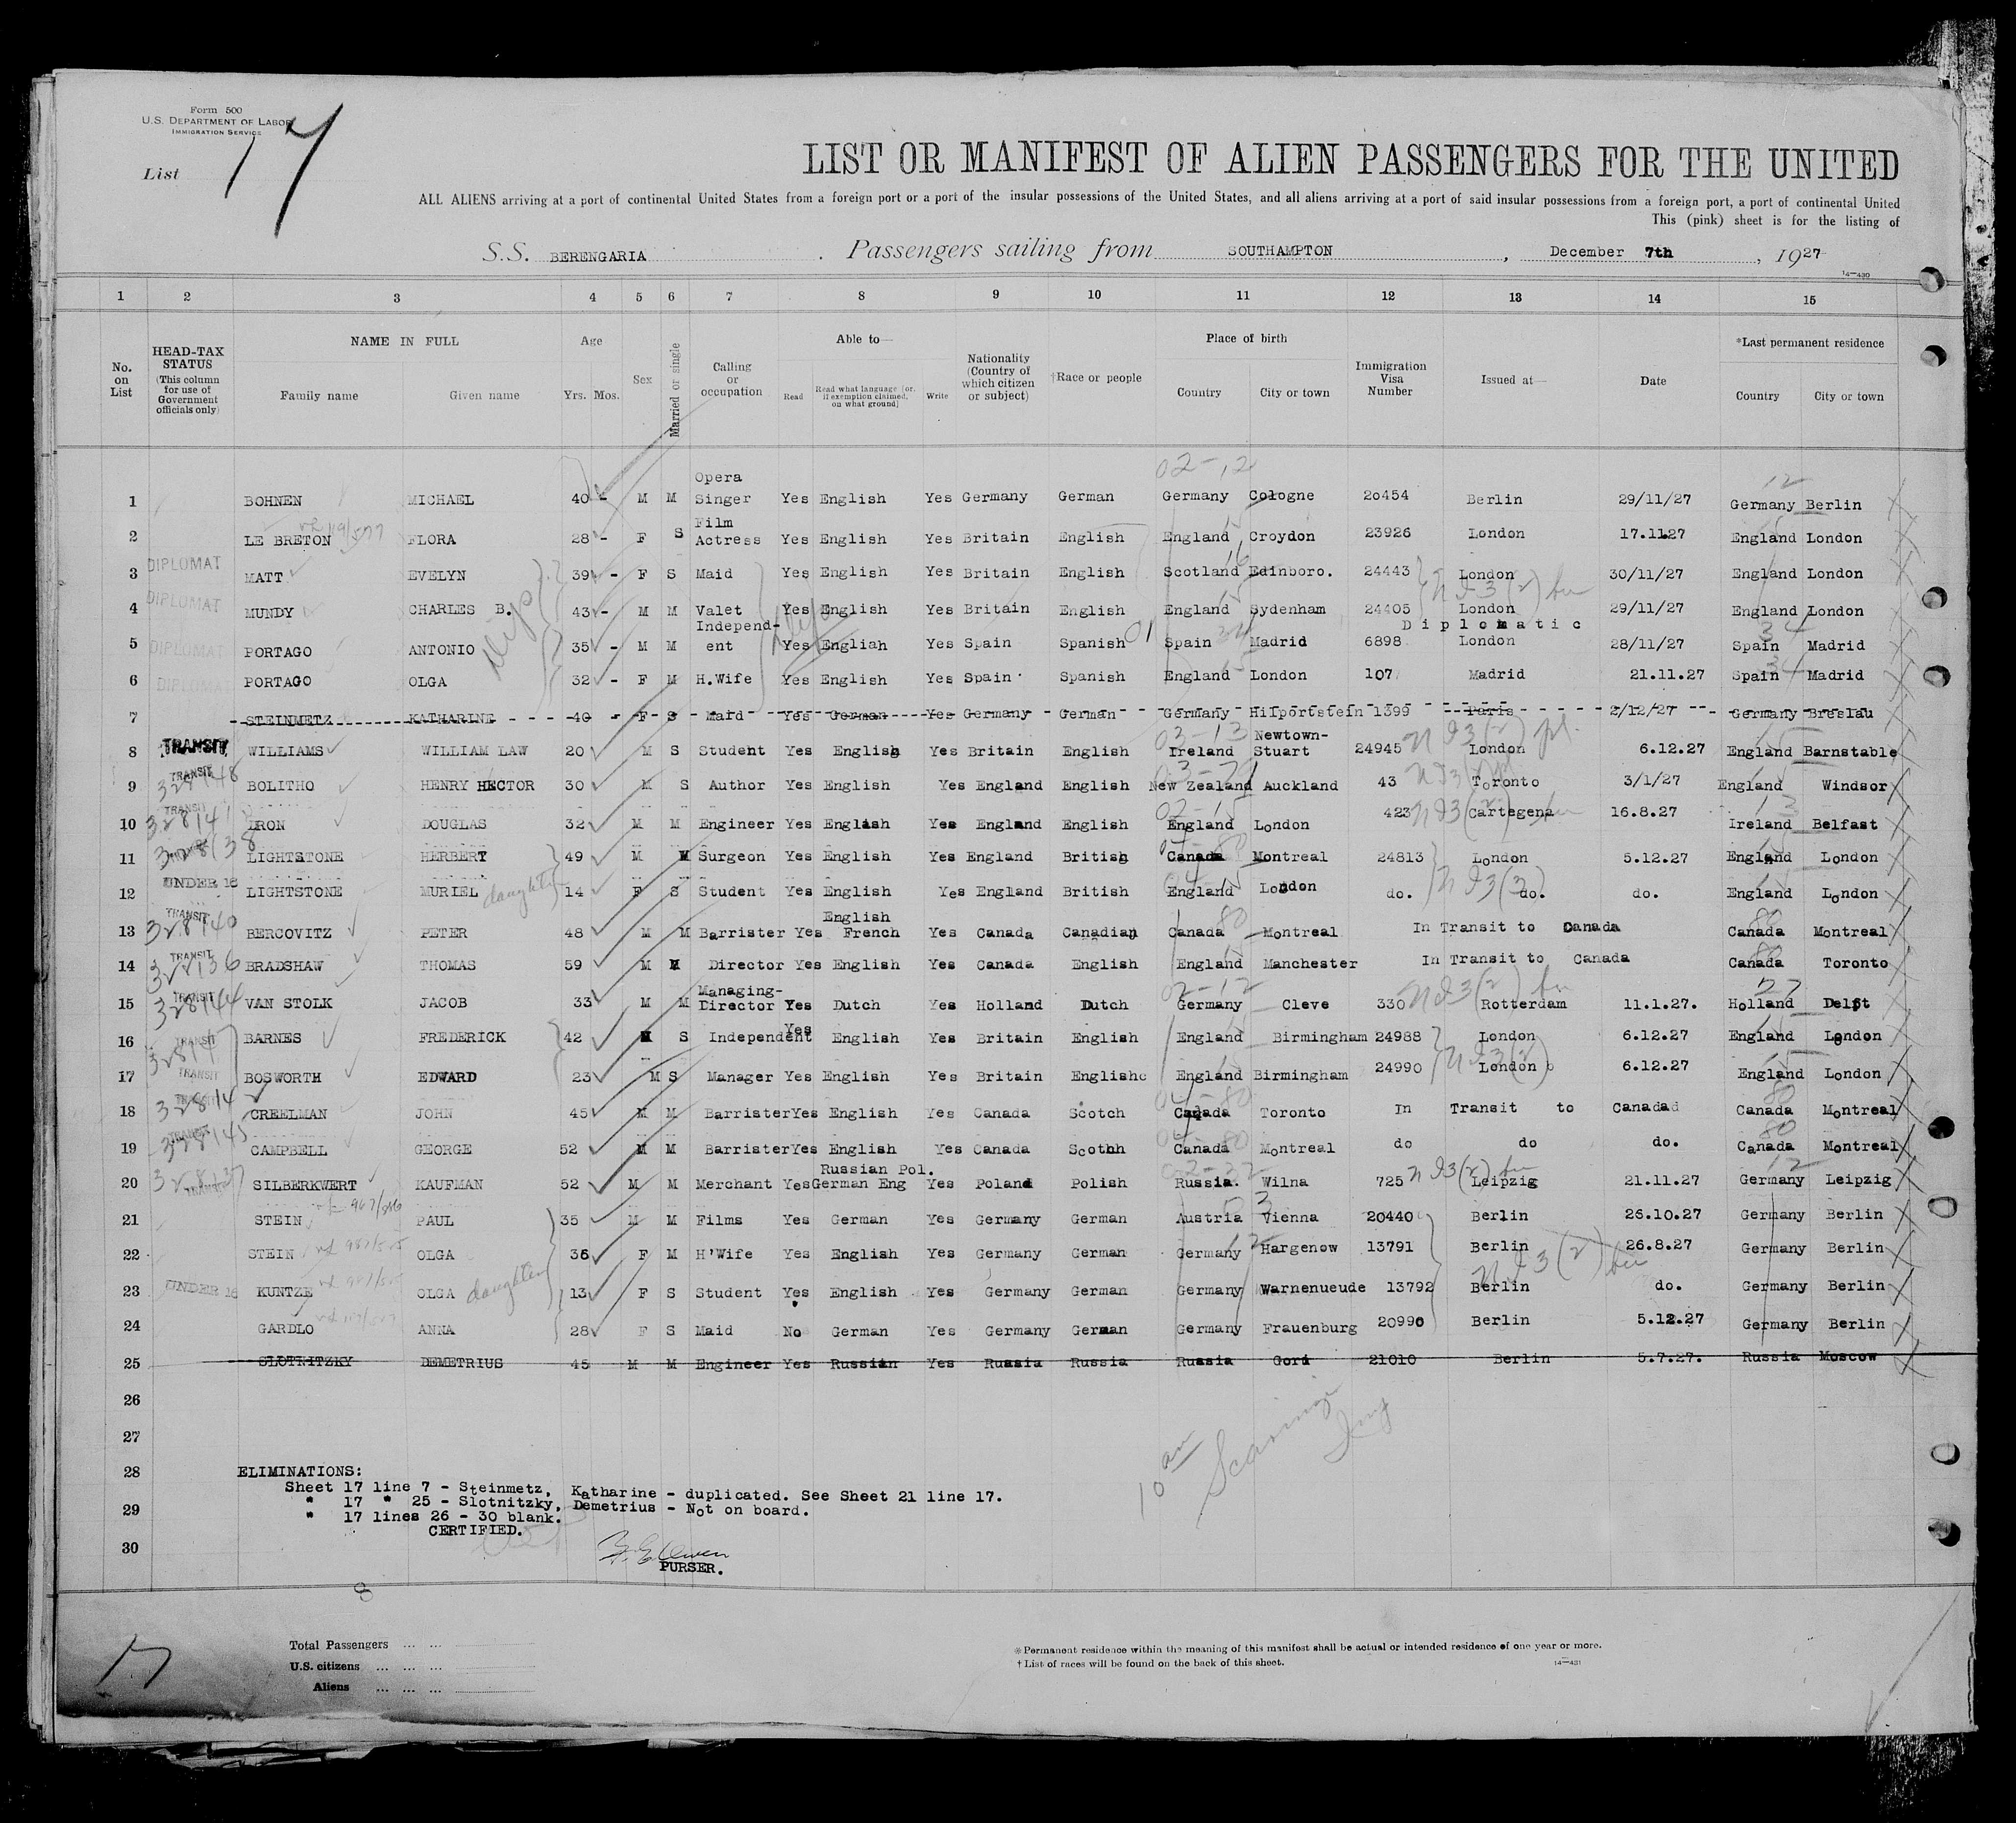 Form 500
U.S. DEPARTMENT OF LABOR
IMMIGRATION SERVICE
List 17
LIST OR MANIFEST OF ALIEN PASSENGERS FOR THE UNITED
ALL ALIENS arriving at a port of continental United States from a foreign port or a port of the insular possessions of the United States, and all aliens arriving at a port of said insular possessions from a foreign port, a port of continental United
This (pink) sheet is for the listing of
S.S. BERENGARIA. Passengers sailing from SOUTHAMPTON, December 7th, 1927
14—430
1 2 3 4 5 6 7 8 9 10 11 12 13 14 15
No. on List
HEAD-TAX STATUS (This column for use of Government officials only)
NAME IN FULL
Family name Given name
Age
Yrs. Mos.
Sex
Married or single
Calling or occupation
Able to—
Read Read what language [or, if exemption claimed, on what ground] Write
Nationality (Country of which citizen or subject)
†Race or people
Place of birth
Country City or town
Immigration Visa Number
Issued at—
Date
*Last permanent residence
Country City or town
02-12 12
1 BOHNEN MICHAEL 40 - M M Opera Singer Yes English Yes Germany German Germany Cologne 20454 Berlin 29/11/27 Germany Berlin
2 LE BRETON FLORA 28 - F S Film Actress Yes English Yes Britain English England Croydon 23926 London 17.11.27 England London
3 DIPLOMAT MATT EVELYN 39 - F S Maid Yes English Yes Britain English Scotland Edinboro. 24443 London 30/11/27 England London
4 DIPLOMAT MUNDY CHARLES B. 43 - M M Valet Yes English Yes Britain English England Sydenham 24405 London 29/11/27 England London
Diplomatic
5 DIPLOMAT PORTAGO ANTONIO 35 - M M Independ-ent Yes Engliah Yes Spain Spanish 01 Spain Madrid 6898 London 28/11/27 Spain Madrid
6 DIPLOMAT PORTAGO OLGA 32 - F M H.Wife Yes English Yes Spain Spanish England London 107 Madrid 21.11.27 Spain Madrid
7 STEINMETZ KATHARINE 40 - F S Maid Yes German Yes Germany German Germany Hilportstein 1399 Paris 2/12/27 Germany Breslau
8 TRANSIT WILLIAMS WILLIAM LAW 20 M S Student Yes English Yes Britain English Ireland Newtown-Stuart 24945 London 6.12.27 England Barnstable
9 TRANSIT 328148 BOLITHO HENRY HECTOR 30 M S Author Yes English Yes England English New Zealand Auckland 43 Toronto 3/1/27 England Windsor
10 TRANSIT IRON DOUGLAS 32 M M Engineer Yes English Yes England English England London 423 Cartegena 16.8.27 Ireland Belfast
11 328138 LIGHTSTONE HERBERT 49 M M Surgeon Yes English Yes England British Canada Montreal 24813 London 5.12.27 England London
12 UNDER 16 LIGHTSTONE MURIEL daughter 14 F S Student Yes English Yes England British England London do. do. do. England London
13 TRANSIT 328140 BERCOVITZ PETER 48 M M Barrister Yes English French Yes Canada Canadian Canada Montreal In Transit to Canada Canada Montreal
14 TRANSIT BRADSHAW THOMAS 59 M M Director Yes English Yes Canada English England Manchester In Transit to Canada Canada Toronto
15 TRANSIT 328144 VAN STOLK JACOB 33 M M Managing-Director Yes Dutch Yes Holland Dutch Germany Cleve 330 Rotterdam 11.1.27. Holland Delft
16 TRANSIT BARNES FREDERICK 42 M S Independent Yes English Yes Britain English England Birmingham 24988 London 6.12.27 England London
17 TRANSIT BOSWORTH EDWARD 23 M S Manager Yes English Yes Britain English England Birmingham 24990 London 6.12.27 England London
18 CREELMAN JOHN 45 M M Barrister Yes English Yes Canada Scotch Canada Toronto In Transit to Canada Canada Montreal
19 CAMPBELL GEORGE 52 M M Barrister Yes English Yes Canada Scothh Canada Montreal do do do. Canada Montreal
20 TRANSIT SILBERKWERT KAUFMAN 52 M M Merchant Yes Russian Pol. German Eng Yes Poland Polish Russia. Wilna 725 Leipzig 21.11.27 Germany Leipzig
21 STEIN PAUL 35 M M Films Yes German Yes Germany German Austria Vienna 20440 Berlin 26.10.27 Germany Berlin
22 STEIN OLGA 36 F M H'Wife Yes English Yes Germany German Germany Hargenow 13791 Berlin 26.8.27 Germany Berlin
23 UNDER 16 KUNTZE OLGA daughter 13 F S Student Yes English Yes Germany German Germany Warnenueude 13792 Berlin do. Germany Berlin
24 GARDLO ANNA 28 F S Maid No German Yes Germany German Germany Frauenburg 20990 Berlin 5.12.27 Germany Berlin
25 SLOTNITZKY DEMETRIUS 45 M M Engineer Yes Russian Yes Russia Russia Russia Gord 21010 Berlin 5.7.27. Russia Moscow
26
27
28 ELIMINATIONS:
Sheet 17 line 7 - Steinmetz, Katharine - duplicated. See Sheet 21 line 17.
29 " 17 " 25 - Slotnitzky, Demetrius - Not on board.
" 17 lines 26 - 30 blank.
CERTIFIED.
30
PURSER.
10 am
17
Total Passengers ... ...
U.S. citizens ... ... ...
Aliens ... ... ...
*Permanent residence within the meaning of this manifest shall be actual or intended residence of one year or more.
†List of races will be found on the back of this sheet.
14—431